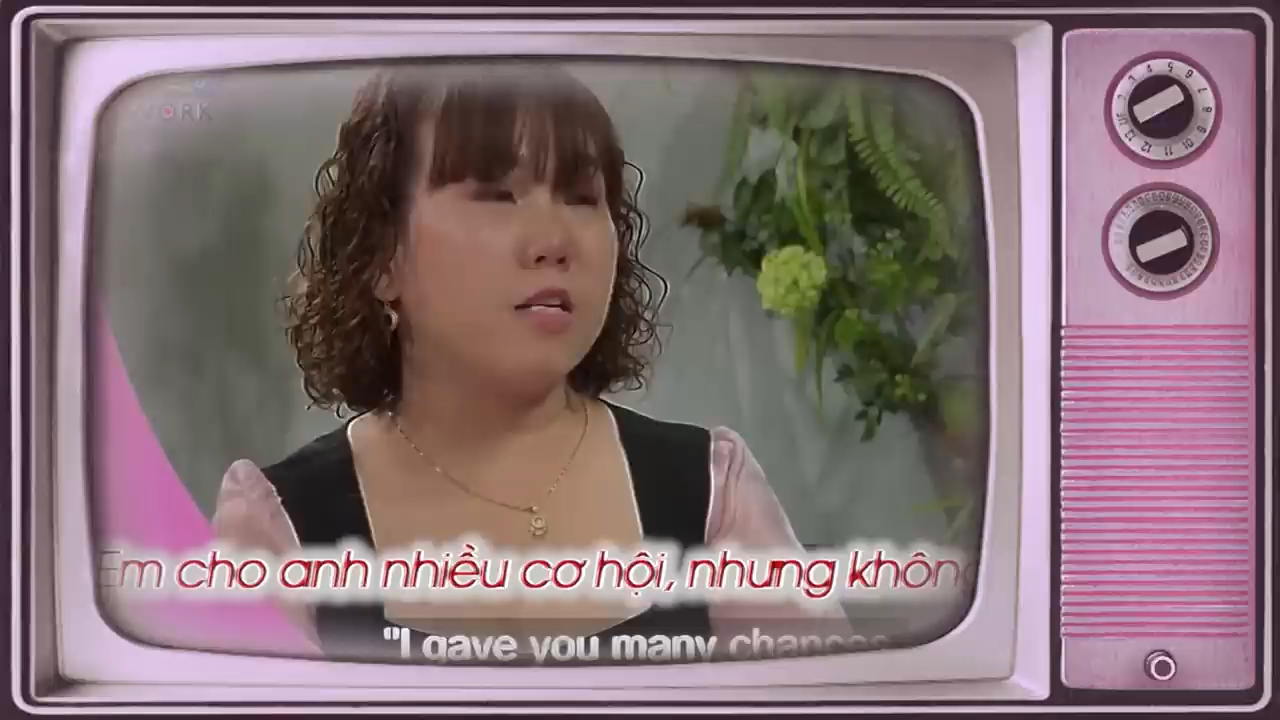 Em cho anh nhiều cơ hội, nhưng không
"I gave you many chances